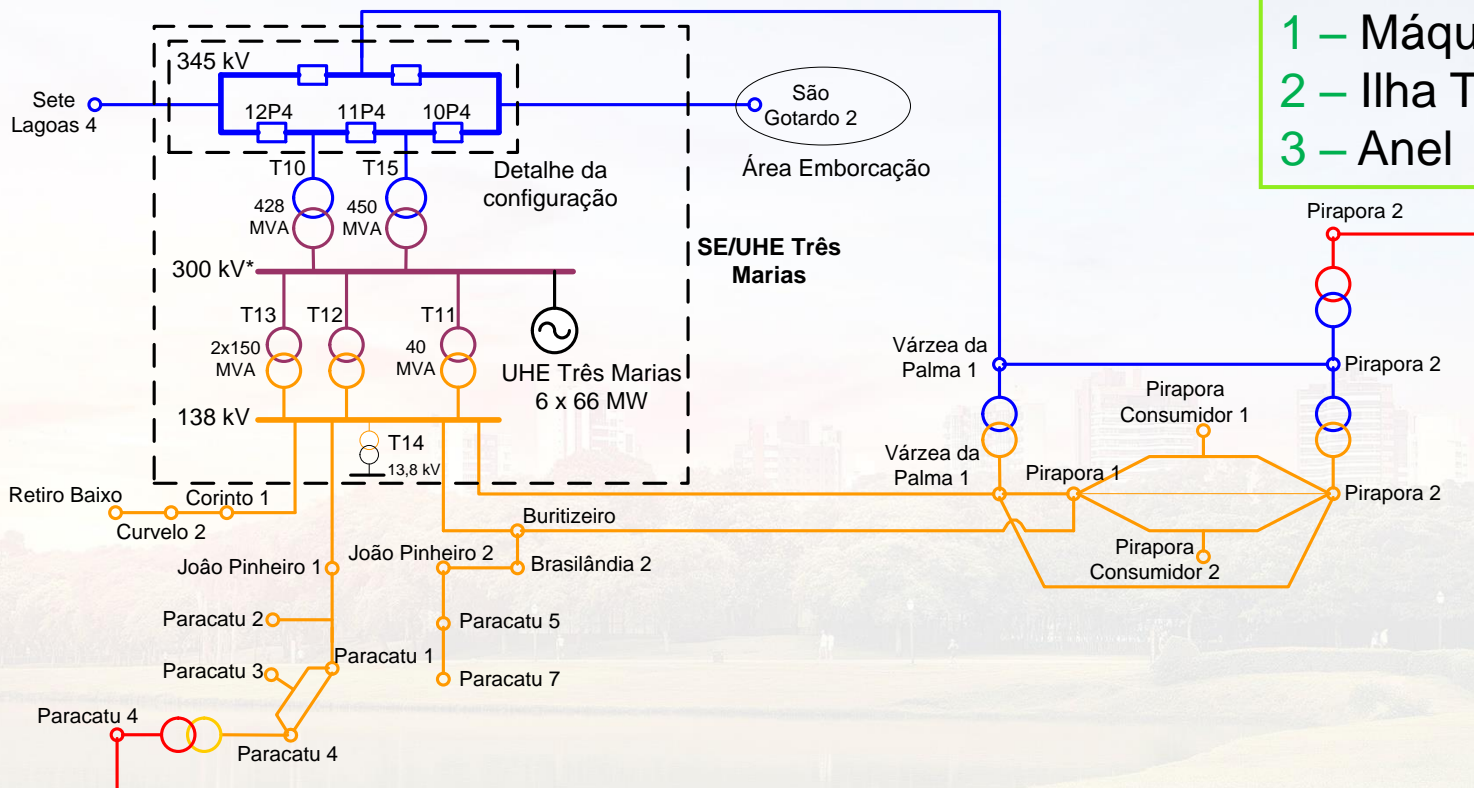 345 kV
12P4
11P4
10P4
Sete
Lagoas 4
São
Gotardo 2
Área Emborcação
Detalhe da
configuração
T10
T15
428
MVA
450
MVA
SE/UHE Três
Marias
300 kV*
T13
T12
T11
2x150
MVA
40
MVA
UHE Três Marias
6 x 66 MW
138 kV
T14
13,8 kV
1 – Máqu
2 – Ilha T
3 – Anel
Pirapora 2
Várzea da
Palma 1
Pirapora 2
Pirapora
Consumidor 1
Várzea da
Palma 1
Pirapora 1
Pirapora 2
Pirapora
Consumidor 2
Retiro Baixo
Corinto 1
Curvelo 2
Buritizeiro
João Pinheiro 2
Brasilândia 2
Joâo Pinheiro 1
Paracatu 2
Paracatu 5
Paracatu 3
Paracatu 1
Paracatu 7
Paracatu 4
Paracatu 4